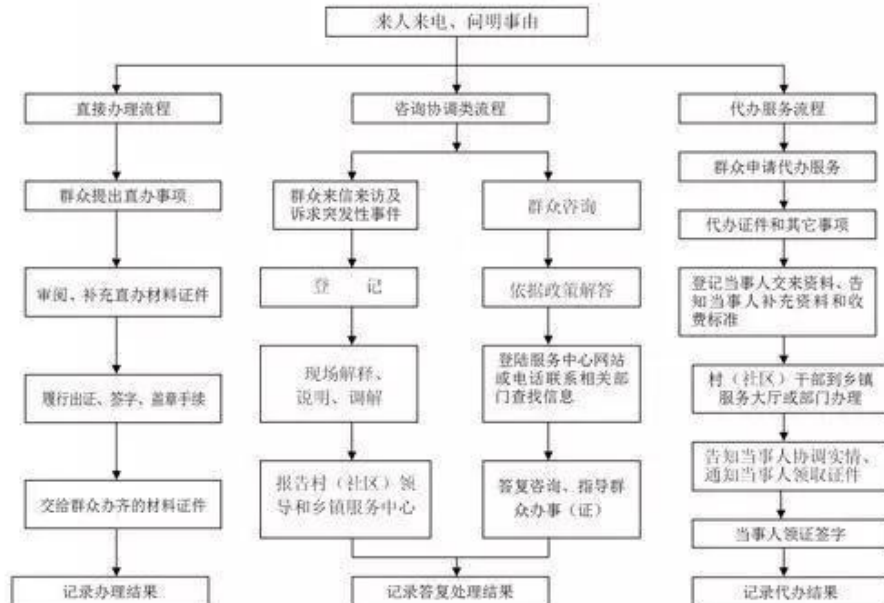 来人来电、问明事由
直接办理流程
咨询协调类流程
代办服务流程
群众提出直办事项
群众来信来访及
诉求突发性事件
群众咨询
群众申请代办服务
代办证件和其它事项
审阅、补充直办材料证件
登 记
依据政策解答
登记当事人交来资料、告
知当事人补充资料和收
费标准
履行出证、签字、盖章手续
现场解释、
说明、调解
登陆服务中心网站
或电话联系相关部
门查找信息
村（社区）干部到乡镇
服务大厅或部门办理
交给群众办齐的材料证件
报告村（社区）领
导和乡镇服务中心
答复咨询、指导群
众办事（证）
告知当事人协调实情、
通知当事人领取证件
当事人领证签字
记录办理结果
记录答复处理结果
记录代办结果